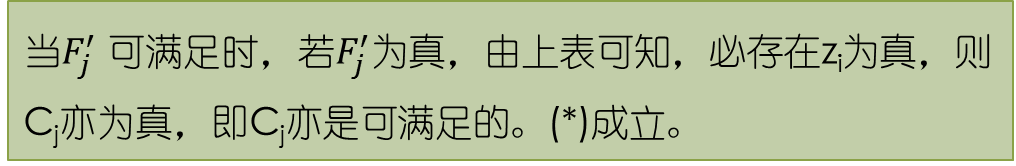 当F′ⱼ 可满足时，若F′ⱼ为真，由上表可知，必存在zᵢ为真，则
Cⱼ亦为真，即Cⱼ亦是可满足的。(*)成立。